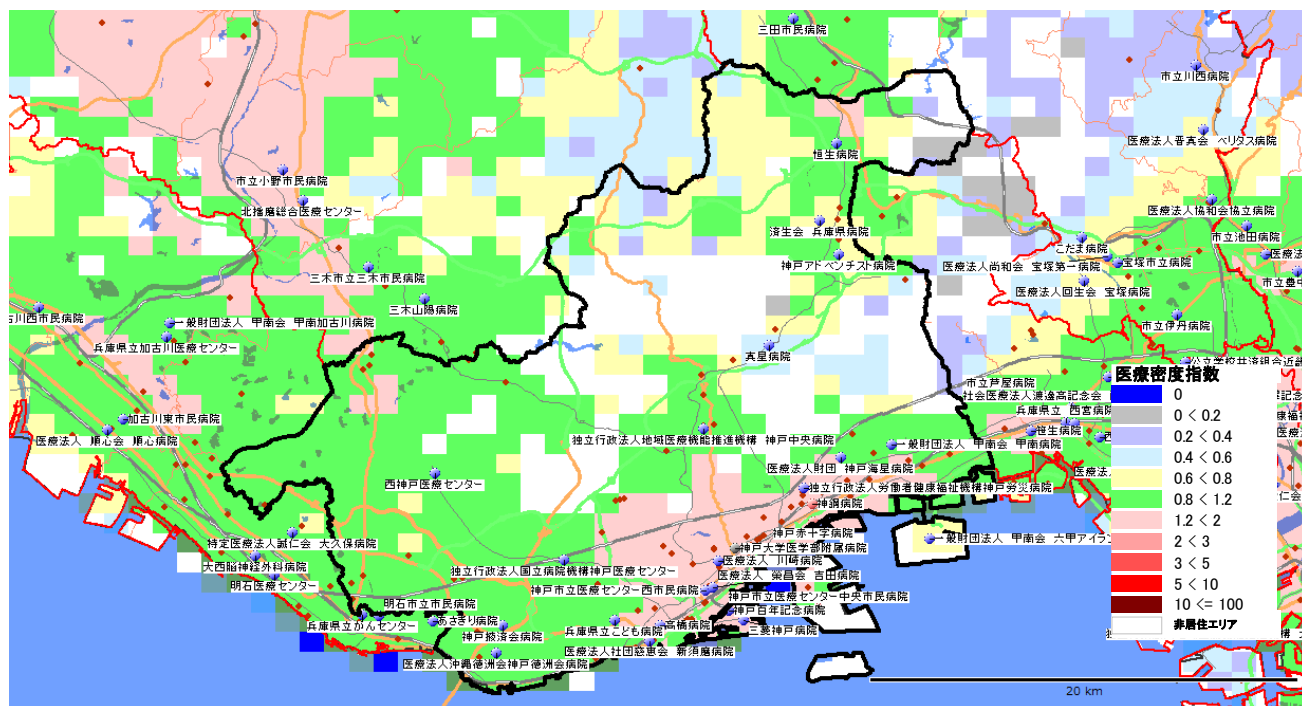 三田市民病院
市立川西病院
医療法人晋真会 ベリタス病院
恒生病院
市立小野市民病院
北播磨総合医療センター
医療法人協和会協立病院
済生会 兵庫県病院
市立池田病院
こだま病院
三木市立三木市民病院
神戸アドベンチスト病院
医療法人尚和会 宝塚第一病院
宝塚市立病院
医療法人回生会 宝塚病院
三木山陽病院
古川西市民病院
一般財団法人 甲南会 甲南加古川病院
市立伊丹病院
兵庫県立加古川医療センター
真星病院
公立学校共済組合近畿
医療密度指数
市立芦屋病院
社会医療法人渡邊高記念会
兵庫県立 西宮病院
加古川東市民病院
医療法人 順心会 順心病院
独立行政法人地域医療機能推進機構 神戸中央病院
一般財団法人 甲南会 甲南病院
笹生病院
医療法人財団 神戸海星病院
西神戸医療センター
独立行政法人労働者健康福祉機構神戸労災病院
神鋼病院
特定医療法人誠仁会 大久保病院
神戸赤十字病院
一般財団法人 甲南会 六甲アイラン
神戸大学医学部附属病院
大西脳神経外科病院
独立行政法人国立病院機構神戸医療センター
医療法人 川崎病院
明石医療センター
医療法人 榮昌会 吉田病院
神戸市立医療センター西市民病院
神戸市立医療センター中央市民病院
明石市立市民病院
神戸百年記念病院
兵庫県立がんセンター
あさぎり病院
神戸掖済会病院
兵庫県立こども病院
高橋病院
三菱神戸病院
医療法人社団慈恵会 新須磨病院
医療法人沖縄徳洲会神戸徳洲会病院
0
0 < 0.2
0.2 < 0.4
0.4 < 0.6
0.6 < 0.8
0.8 < 1.2
1.2 < 2
2 < 3
3 < 5
5 < 10
10 <= 100
非居住エリア
20 km